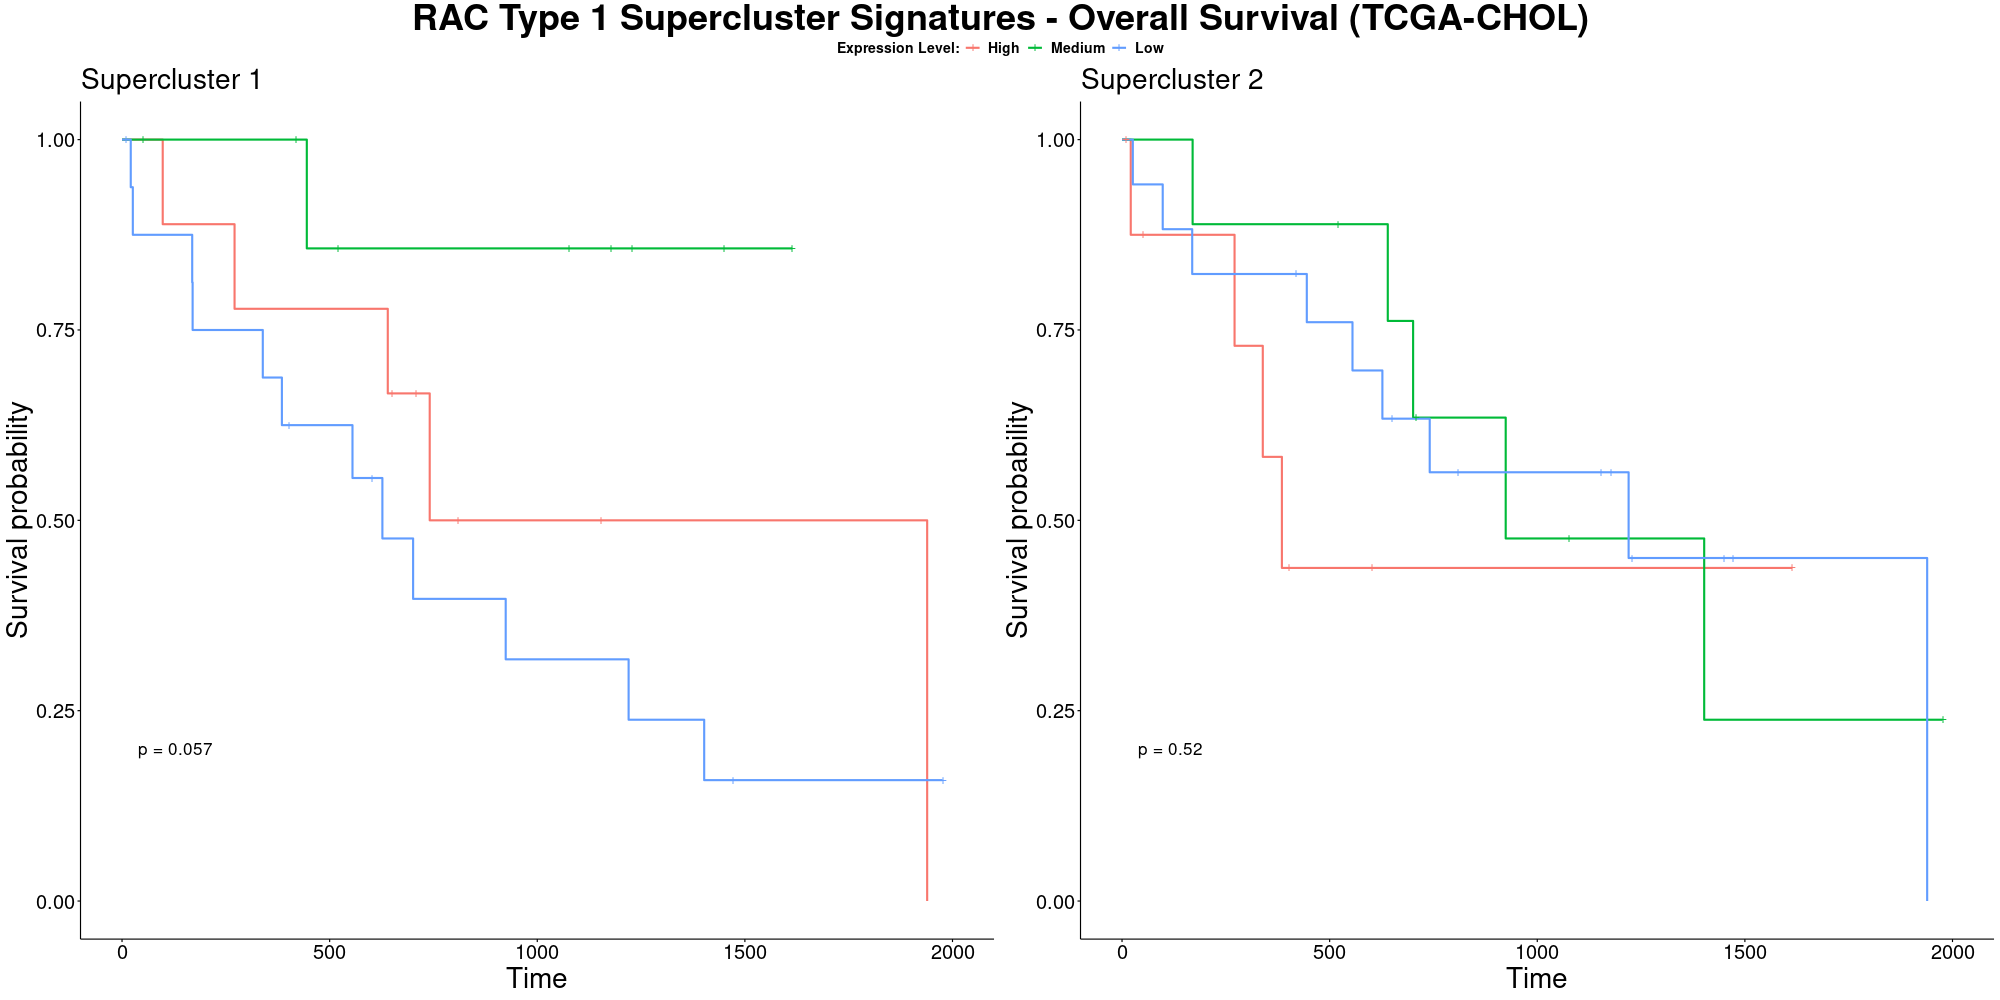 RAC Type 1 Supercluster Signatures - Overall Survival (TCGA-CHOL)
Expression Level: High Medium Low
Supercluster 1
1.00
0.75
0.50
0.25
0.00
Survival probability
p = 0.057
0 500 1000 1500 2000
Time
Supercluster 2
1.00
0.75
0.50
0.25
0.00
Survival probability
p = 0.52
0 500 1000 1500 2000
Time